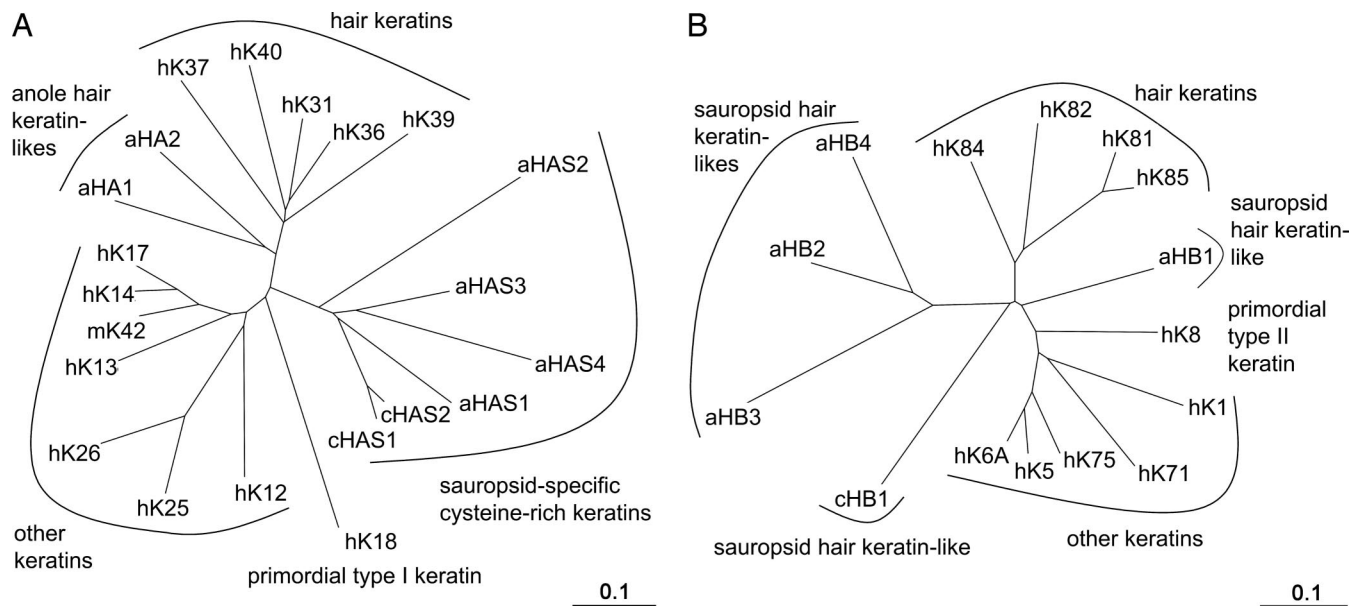 A
hair keratins
hK40
hK37
anole hair
keratin-
likes
hK31
hK36
hK39
aHA2
aHA1
aHAS2
hK17
hK14
mK42
hK13
aHAS3
aHAS4
aHAS1
cHAS2
cHAS1
hK26
hK25
hK12
hK18
other
keratins
sauropsid-specific
cysteine-rich keratins
primordial type I keratin
0.1
B
sauropsid hair
keratin-
likes
hair keratins
aHB4
hK84
hK82
hK81
hK85
sauropsid
hair keratin-
like
aHB2
aHB1
primordial
type II
keratin
hK8
aHB3
hK1
hK6A
hK5
hK75
hK71
cHB1
sauropsid hair keratin-like
other keratins
0.1